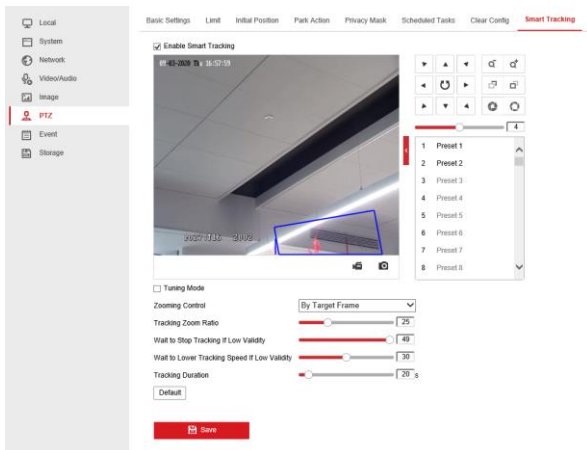 Basic Settings Limit Initial Position Park Action Privacy Mask Scheduled Tasks Clear Config Smart Tracking
Local
System
Network
Video/Audio
Image
PTZ
Event
Storage
Enable Smart Tracking
16:57:59
4
1 Preset 1
2 Preset 2
3 Preset 3
4 Preset 4
5 Preset 5
6 Preset 6
7 Preset 7
8 Preset 8
Tuning Mode
Zooming Control By Target Frame
Tracking Zoom Ratio 25
Wait to Stop Tracking If Low Validity 49
Wait to Lower Tracking Speed If Low Validity 30
Tracking Duration 20 s
Default
Save